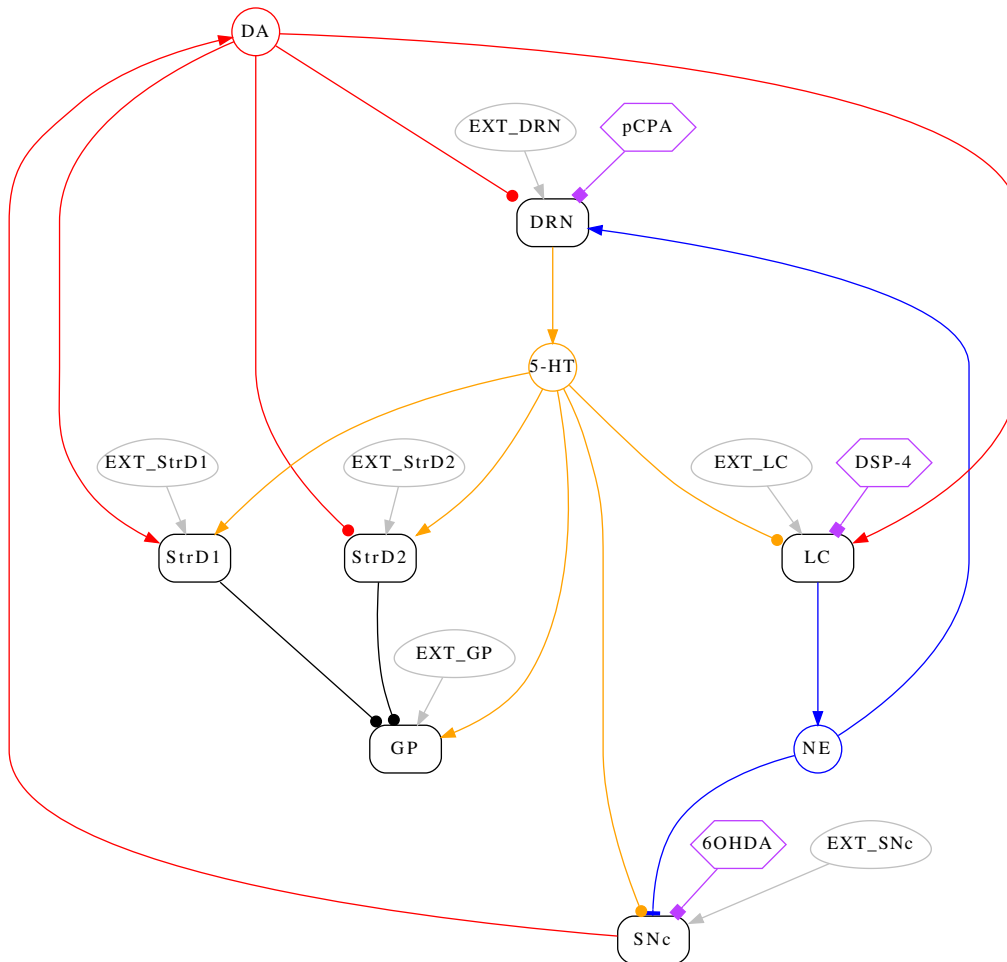 DA
EXT_DRN
pCPA
DRN
5-HT
EXT_StrD1
EXT_StrD2
EXT_LC
DSP-4
StrD1
StrD2
LC
EXT_GP
GP
NE
6OHDA
EXT_SNc
SNc